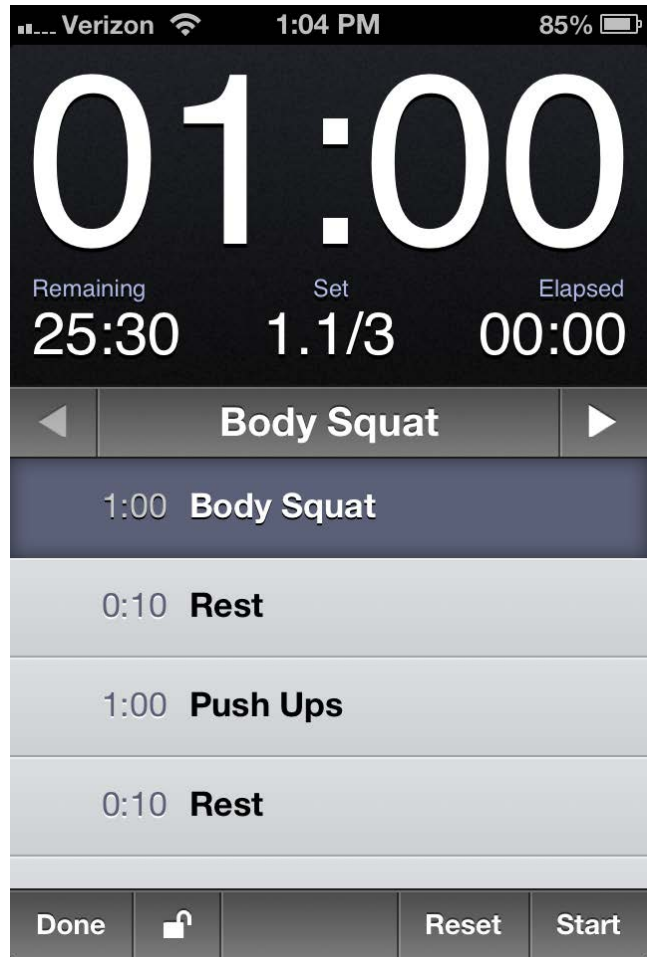 Verizon 1:04 PM 85%
01:00
Remaining Set Elapsed
25:30 1.1/3 00:00
Body Squat
1:00 Body Squat
0:10 Rest
1:00 Push Ups
0:10 Rest
Done Reset Start